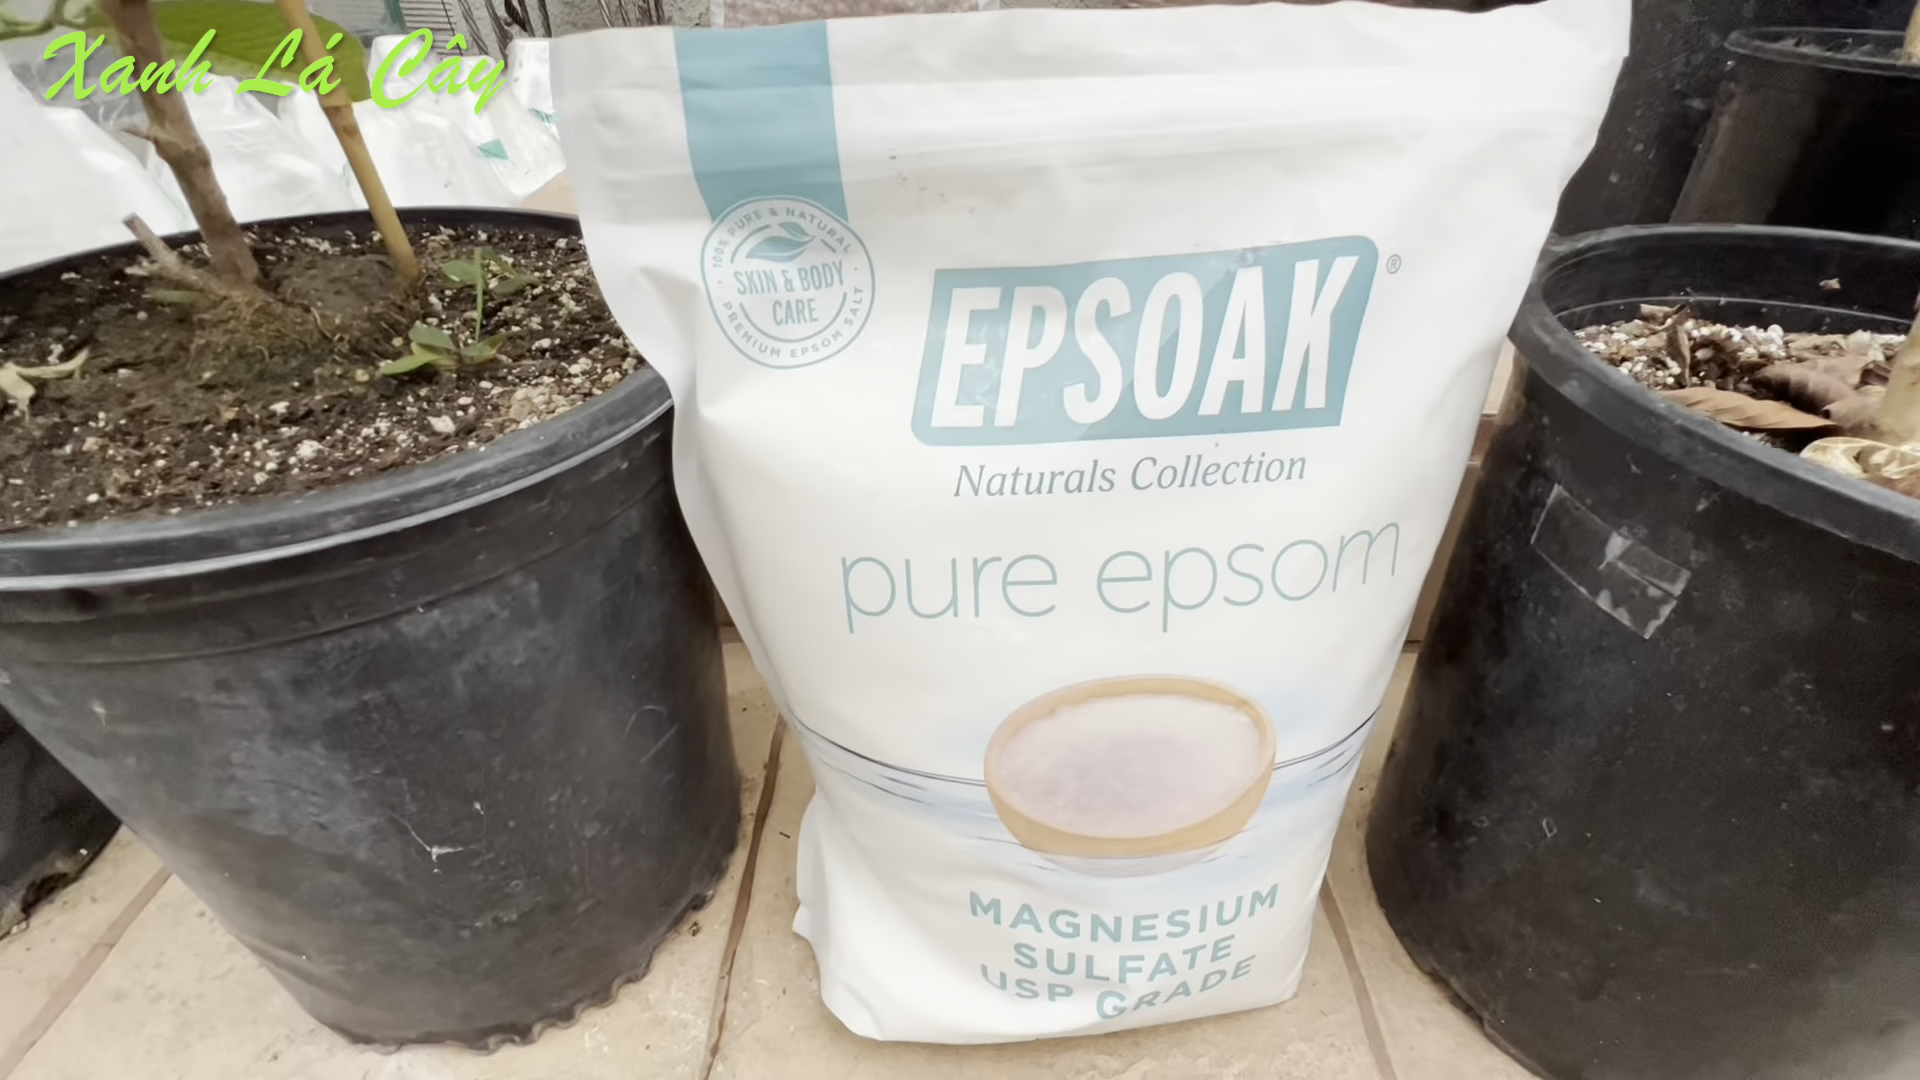 Xanh Lá Cây
100% PURE & NATURAL
SKIN & BODY
CARE
PREMIUM EPSOM SALT
EPSOAK®
Naturals Collection
pure epsom
MAGNESIUM
SULFATE
USP GRADE